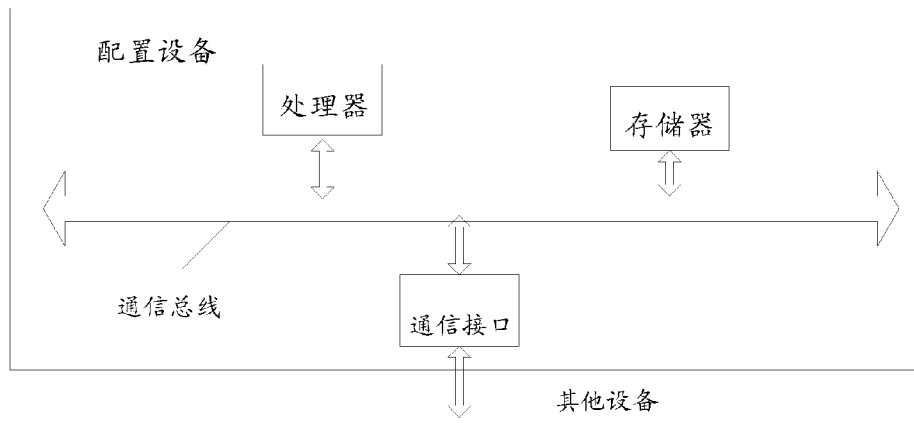 配置设备
处理器
存储器
通信总线
通信接口
其他设备